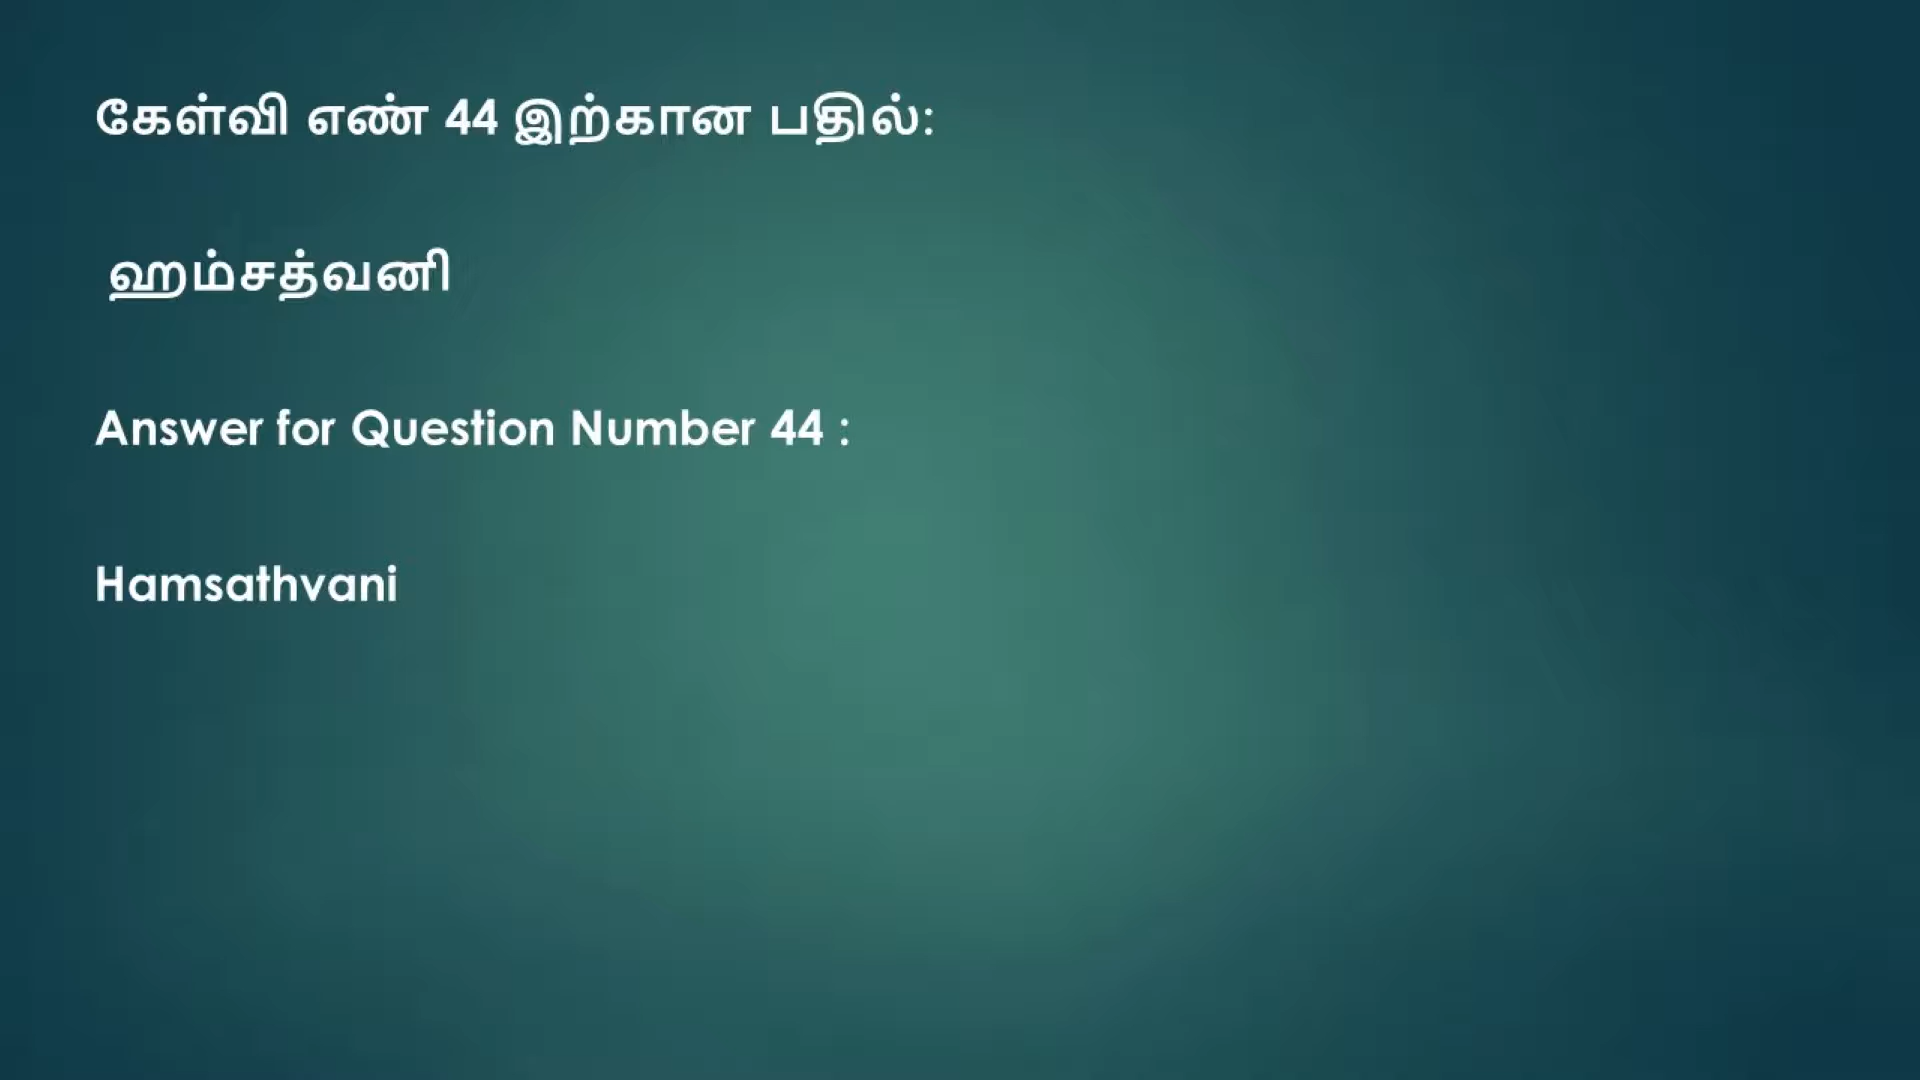 கேள்வி எண் 44 இற்கான பதில்:
ஹம்சத்வனி
Answer for Question Number 44 :
Hamsathvani